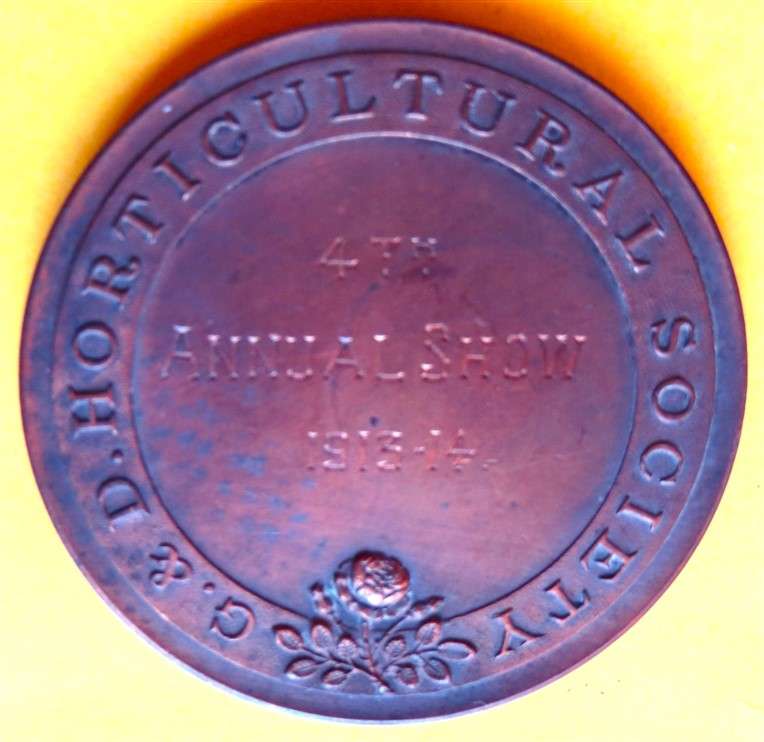 G. & D. HORTICULTURAL SOCIETY
4TH
ANNUAL SHOW
1913-14.